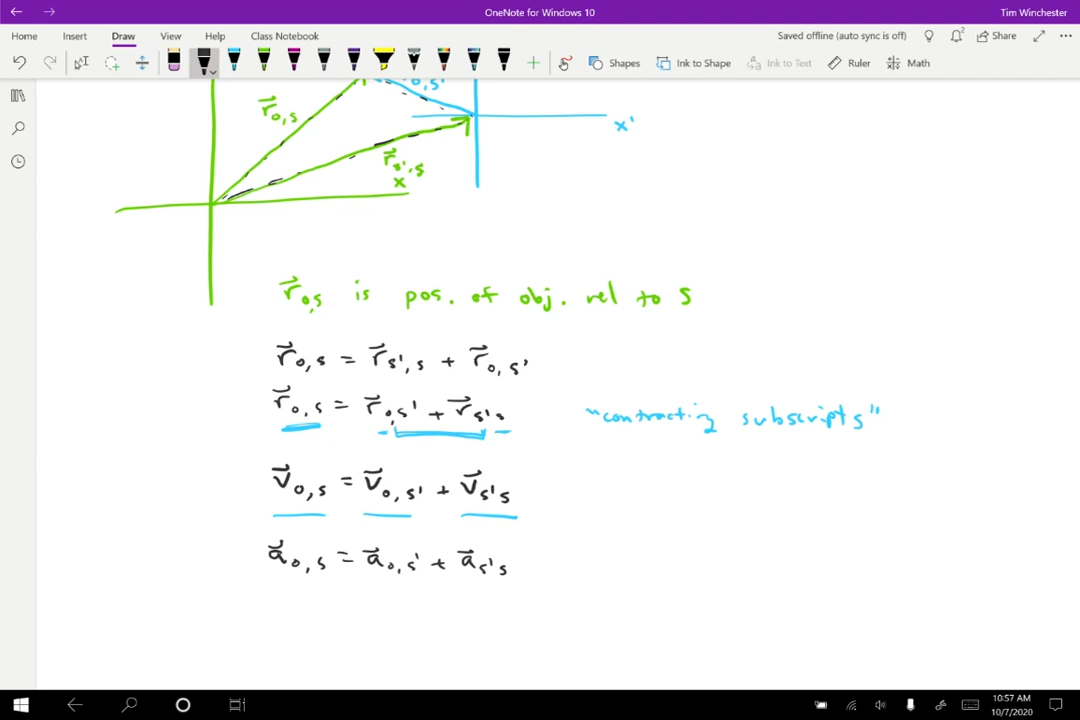 OneNote for Windows 10
Tim Winchester
Home Insert Draw View Help Class Notebook
Saved offline (auto sync is off) Share
Shapes Ink to Shape Ink to Text Ruler Math
r⃗o,s
o,s'
x'
r⃗s',s
x
r⃗o,s is pos. of obj. rel to S
r⃗o,s = r⃗s',s + r⃗o,s'
r⃗o,s = r⃗o,s' + r⃗s's
"contracting subscripts"
v⃗o,s = v⃗o,s' + v⃗s's
a⃗o,s = a⃗o,s' + a⃗s's
10:57 AM
10/7/2020